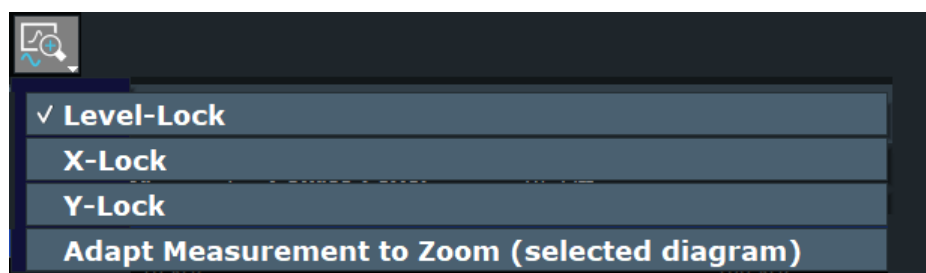 ✓ Level-Lock
X-Lock
Y-Lock
Adapt Measurement to Zoom (selected diagram)